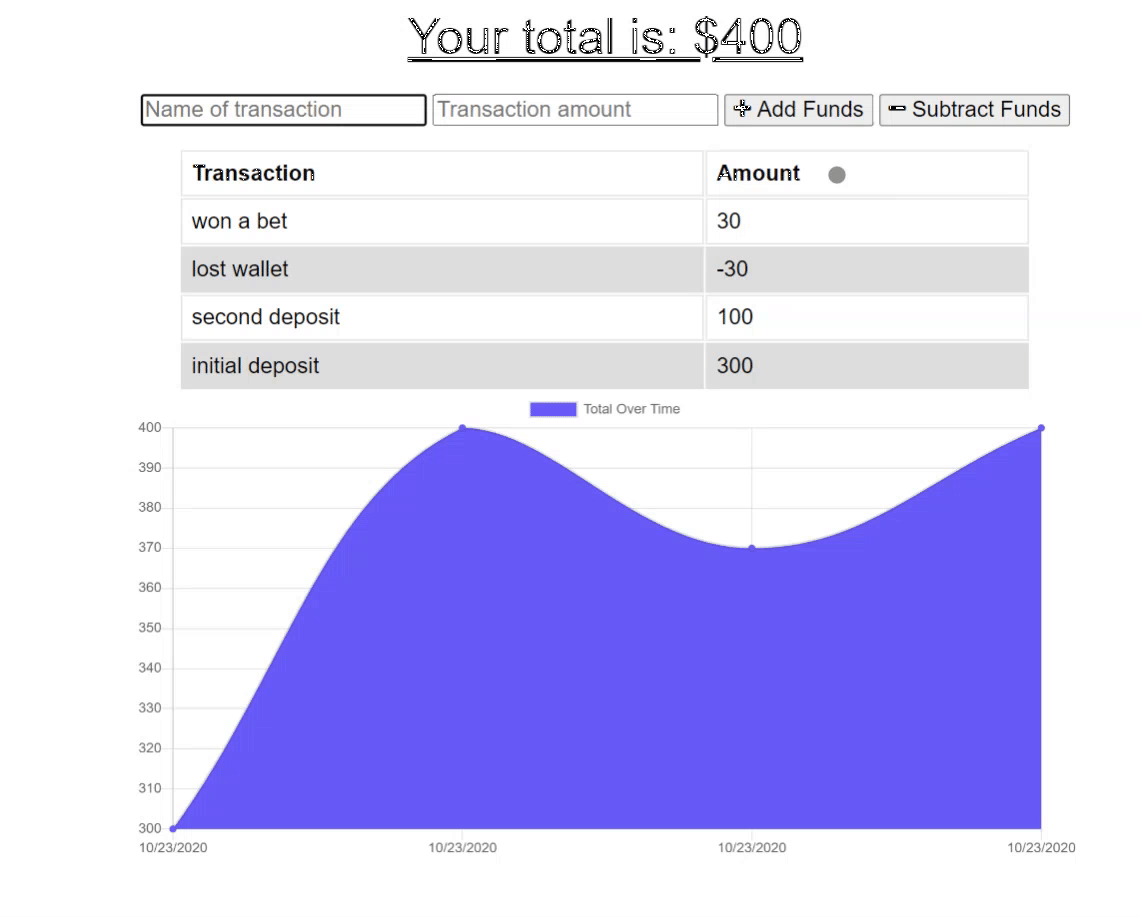 Your total is: $400
Name of transaction Transaction amount + Add Funds - Subtract Funds
Transaction Amount
won a bet 30
lost wallet -30
second deposit 100
initial deposit 300
Total Over Time
400
390
380
370
360
350
340
330
320
310
300
10/23/2020 10/23/2020 10/23/2020 10/23/2020